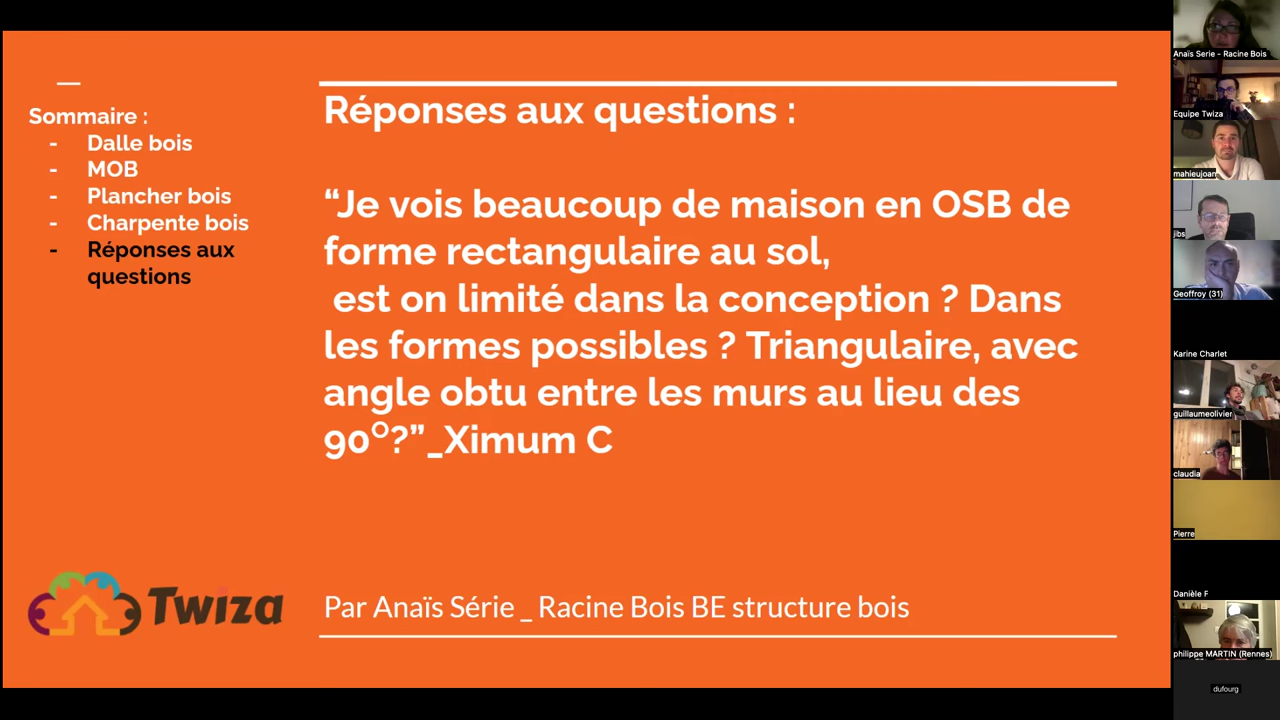 Sommaire :
- Dalle bois
- MOB
- Plancher bois
- Charpente bois
- Réponses aux
questions
Réponses aux questions :
“Je vois beaucoup de maison en OSB de
forme rectangulaire au sol,
est on limité dans la conception ? Dans
les formes possibles ? Triangulaire, avec
angle obtu entre les murs au lieu des
90°?”_Ximum C
Twiza
Par Anaïs Série _ Racine Bois BE structure bois
Anaïs Serie - Racine Bois
Equipe Twiza
mahieujoan
jibs
Geoffroy (31)
Karine Charlet
guillaumeolivier
claudia
Pierre
Danièle F
philippe MARTIN (Rennes)
dufourg